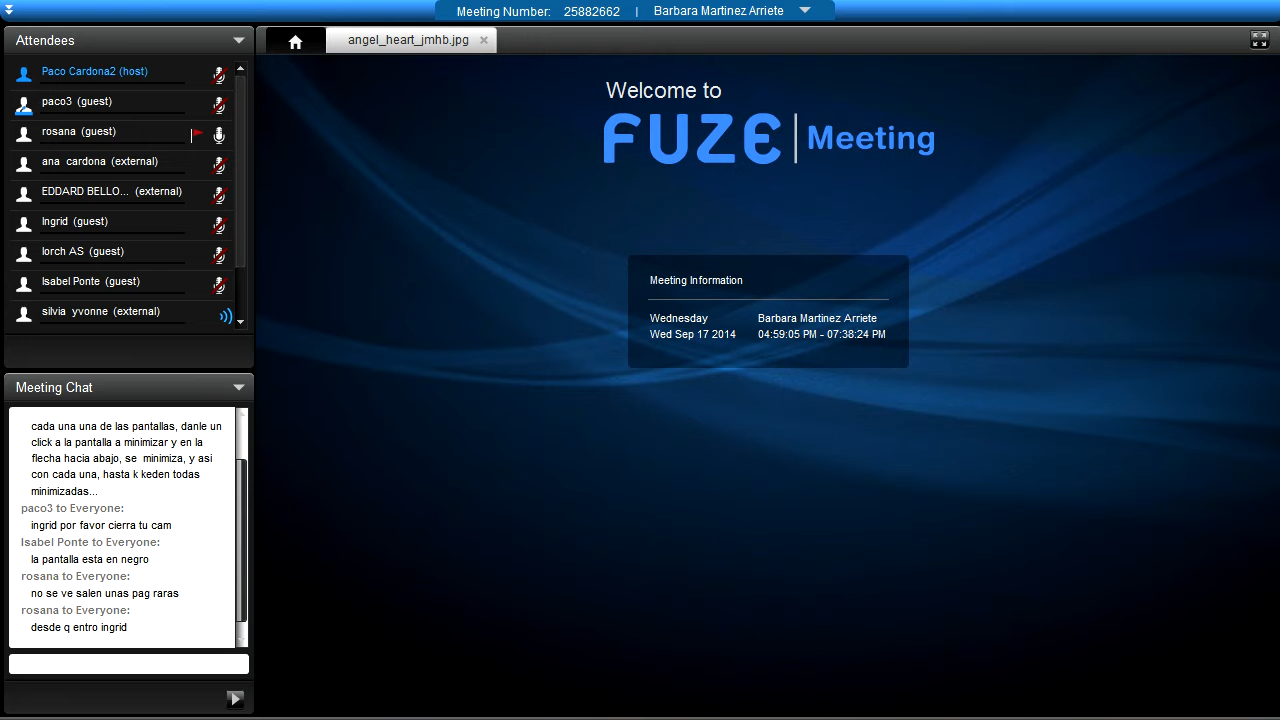 Meeting Number: 25882662 | Barbara Martinez Arriete
Attendees
Paco Cardona2 (host)
paco3 (guest)
rosana (guest)
ana cardona (external)
EDDARD BELLO... (external)
Ingrid (guest)
lorch AS (guest)
Isabel Ponte (guest)
silvia yvonne (external)
Meeting Chat
cada una una de las pantallas, danle un
click a la pantalla a minimizar y en la
flecha hacia abajo, se minimiza, y asi
con cada una, hasta k keden todas
minimizadas...
paco3 to Everyone:
ingrid por favor cierra tu cam
Isabel Ponte to Everyone:
la pantalla esta en negro
rosana to Everyone:
no se ve salen unas pag raras
rosana to Everyone:
desde q entro ingrid
angel_heart_jmhb.jpg
Welcome to
FUZE | Meeting
Meeting Information
Wednesday Barbara Martinez Arriete
Wed Sep 17 2014 04:59:05 PM - 07:38:24 PM